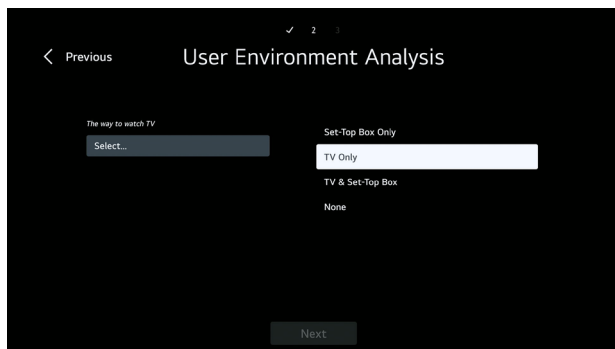 2 3
Previous
User Environment Analysis
The way to watch TV
Select...
Set-Top Box Only
TV Only
TV & Set-Top Box
None
Next